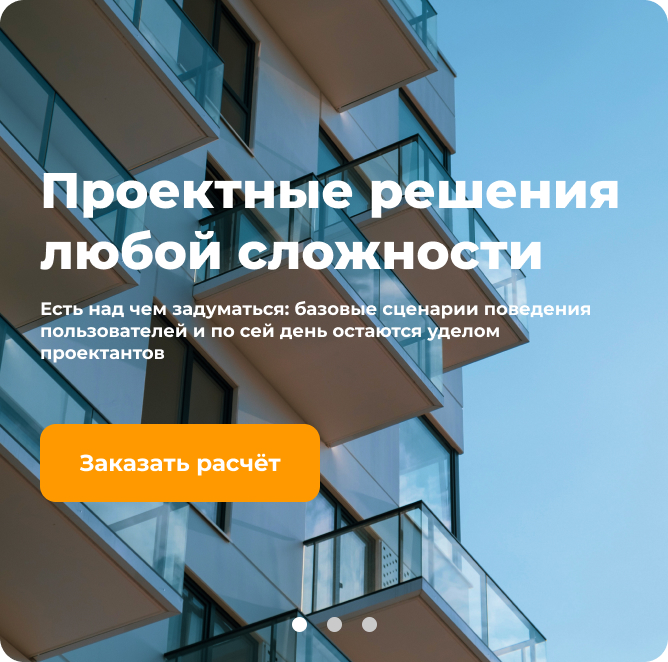 Проектные решения
любой сложности
Есть над чем задуматься: базовые сценарии поведения
пользователей и по сей день остаются уделом
проектантов
Заказать расчёт